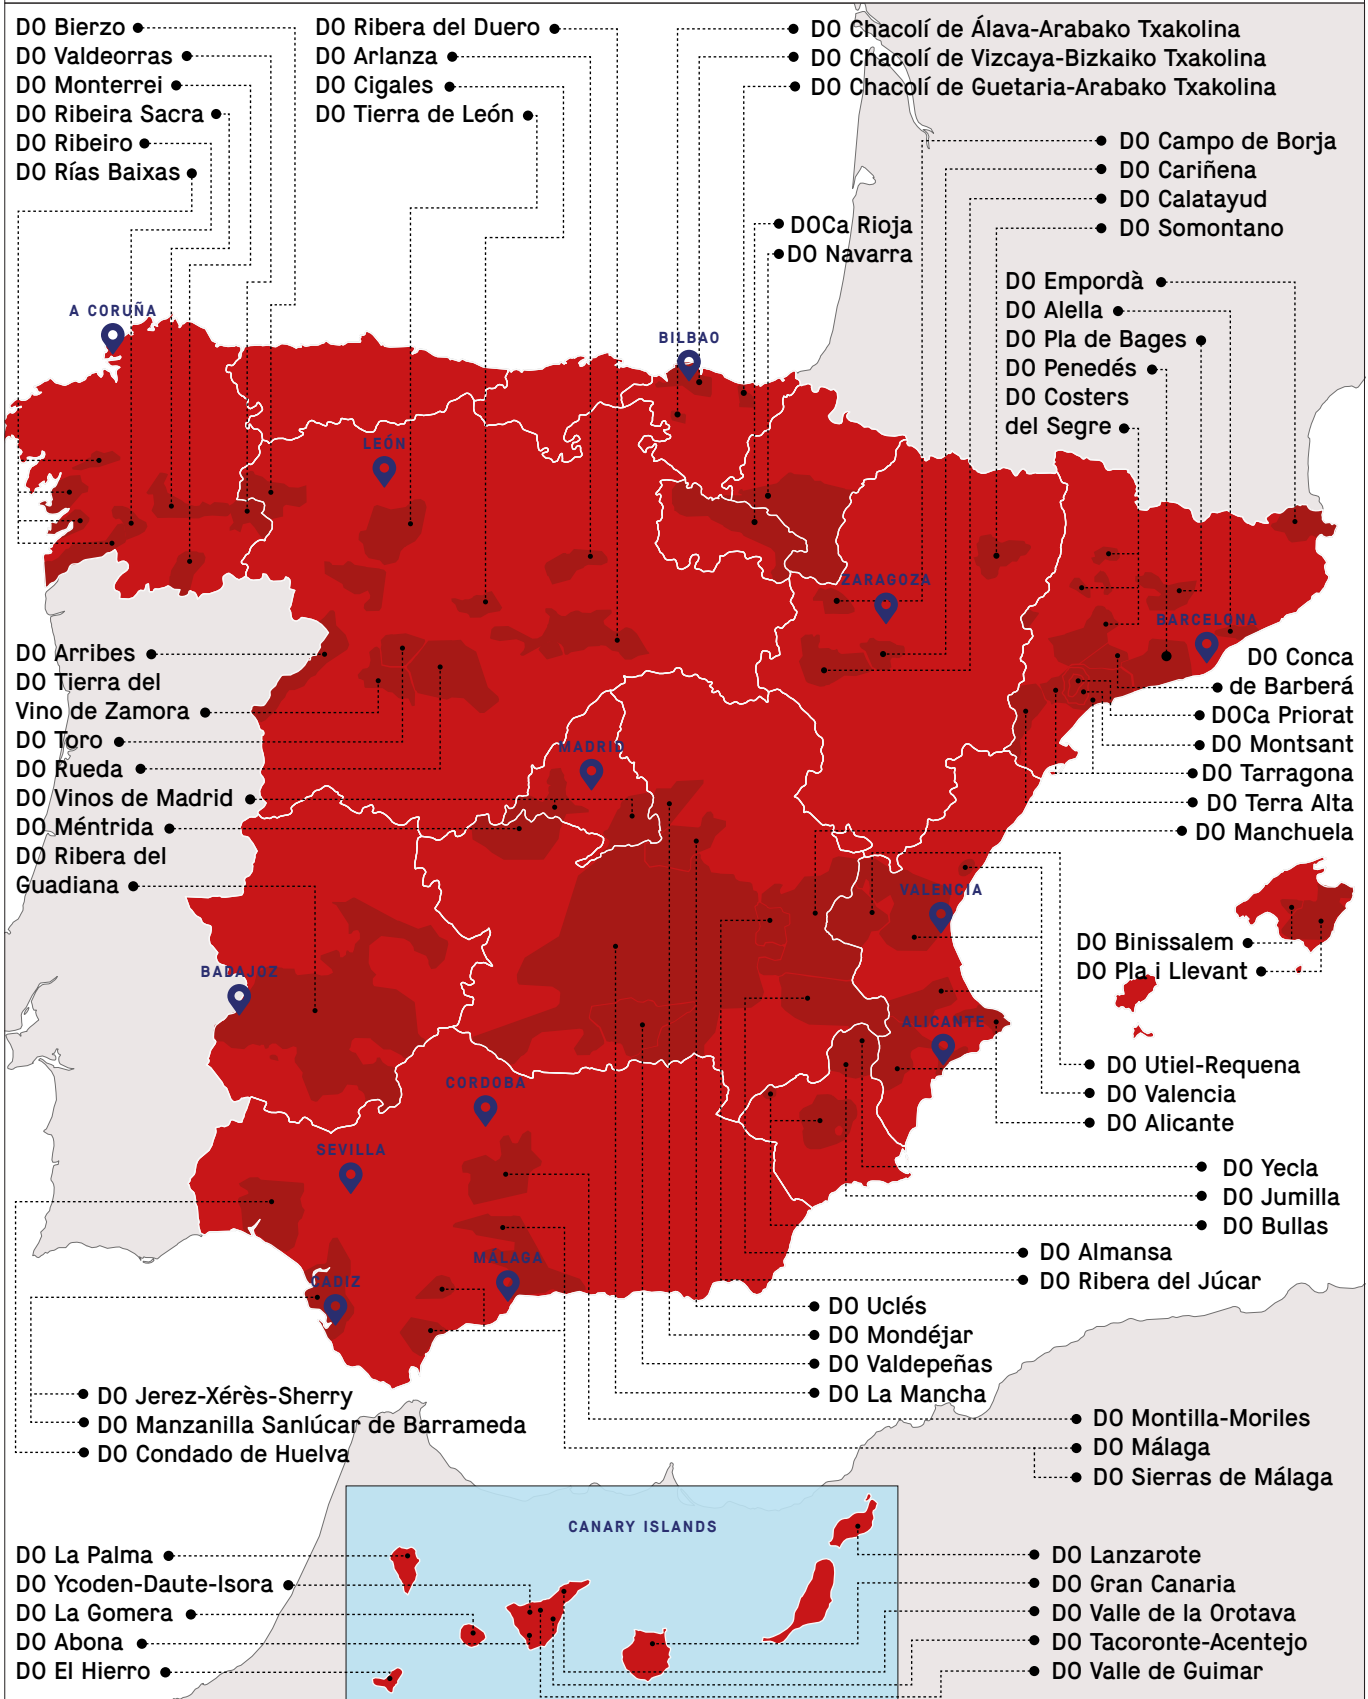 DO Bierzo
DO Valdeorras
DO Monterrei
DO Ribeira Sacra
DO Ribeiro
DO Rías Baixas
DO Ribera del Duero
DO Arlanza
DO Cigales
DO Tierra de León
DO Chacolí de Álava-Arabako Txakolina
DO Chacolí de Vizcaya-Bizkaiko Txakolina
DO Chacolí de Guetaria-Arabako Txakolina
DO Campo de Borja
DO Cariñena
DO Calatayud
DO Somontano
DOCa Rioja
DO Navarra
DO Empordà
DO Alella
DO Pla de Bages
DO Penedés
DO Costers
del Segre
A CORUÑA
BILBAO
LEÓN
ZARAGOZA
BARCELONA
DO Arribes
DO Tierra del
Vino de Zamora
DO Toro
DO Rueda
DO Vinos de Madrid
DO Méntrida
DO Ribera del
Guadiana
MADRID
DO Conca
de Barberá
DOCa Priorat
DO Montsant
DO Tarragona
DO Terra Alta
DO Manchuela
VALENCIA
DO Binissalem
DO Pla i Llevant
BADAJOZ
ALICANTE
DO Utiel-Requena
DO Valencia
DO Alicante
CORDOBA
SEVILLA
DO Yecla
DO Jumilla
DO Bullas
DO Almansa
DO Ribera del Júcar
MÁLAGA
CADIZ
DO Uclés
DO Mondéjar
DO Valdepeñas
DO La Mancha
DO Jerez-Xérès-Sherry
DO Manzanilla Sanlúcar de Barrameda
DO Condado de Huelva
DO Montilla-Moriles
DO Málaga
DO Sierras de Málaga
CANARY ISLANDS
DO La Palma
DO Ycoden-Daute-Isora
DO La Gomera
DO Abona
DO El Hierro
DO Lanzarote
DO Gran Canaria
DO Valle de la Orotava
DO Tacoronte-Acentejo
DO Valle de Guimar